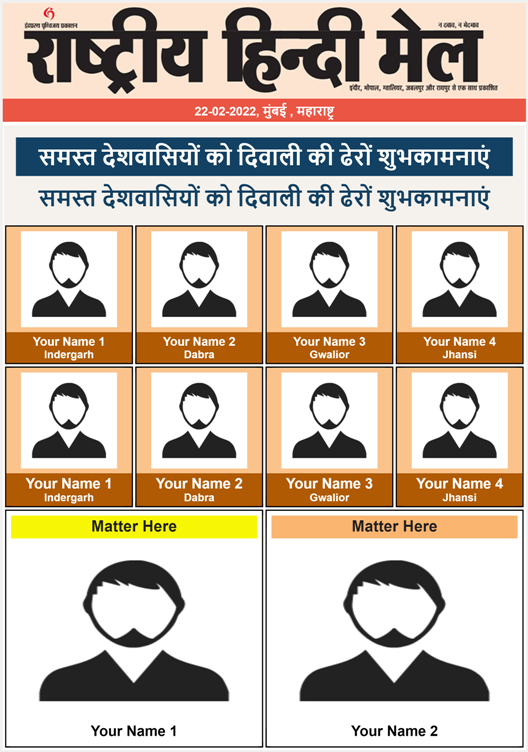 इंद्रप्रस्थ पुण्यविजय प्रकाशन
न दबाव, न भेदभाव
राष्ट्रीय हिन्दी मेल
इंदौर, भोपाल, ग्वालियर, जबलपुर और रायपुर से एक साथ प्रकाशित
22-02-2022, मुंबई , महाराष्ट्र
समस्त देशवासियों को दिवाली की ढेरों शुभकामनाएं
समस्त देशवासियों को दिवाली की ढेरों शुभकामनाएं
Your Name 1 Your Name 2 Your Name 3 Your Name 4
Indergarh Dabra Gwalior Jhansi
Your Name 1 Your Name 2 Your Name 3 Your Name 4
Indergarh Dabra Gwalior Jhansi
Matter Here Matter Here
Your Name 1 Your Name 2